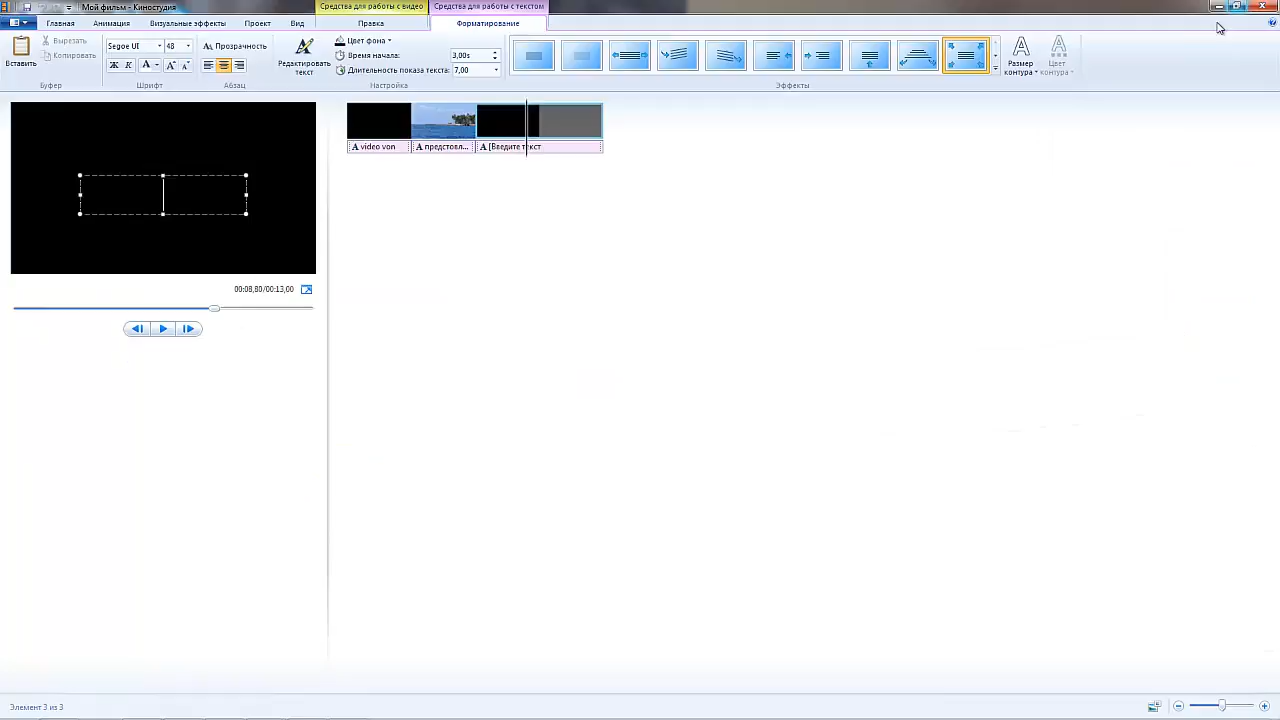 Мой фильм - Киностудия
Средства для работы с видео
Средства для работы с текстом
Главная
Анимация
Визуальные эффекты
Проект
Вид
Правка
Форматирование
Вставить
Вырезать
Копировать
Буфер
Segoe UI
48
Прозрачность
Ж К A A A
Шрифт
Абзац
Редактировать текст
Цвет фона
Время начала:
3,00s
Длительность показа текста:
7,00
Настройка
Эффекты
Размер контура
Цвет контура
A video von
A предстовл...
A [Введите текст
00:08,80/00:13,00
Элемент 3 из 3